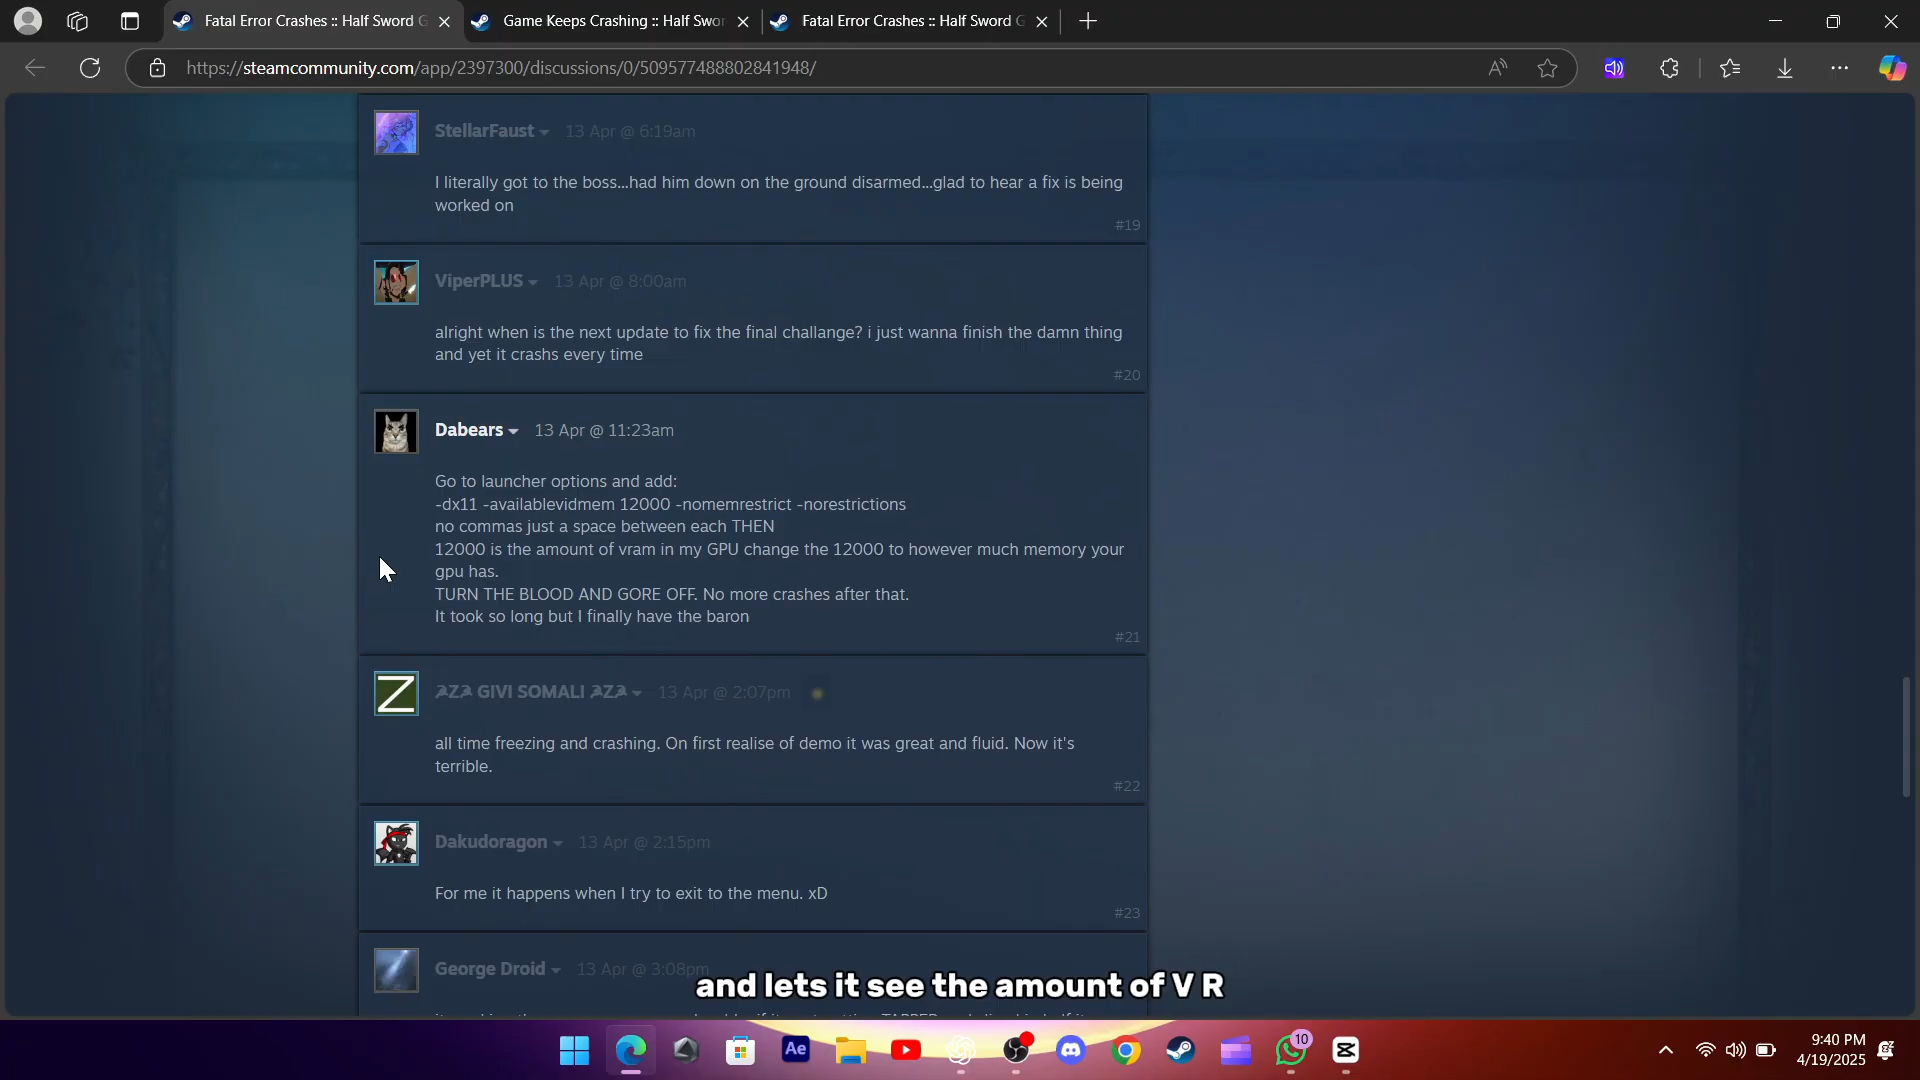 Fatal Error Crashes :: Half Sword G
Game Keeps Crashing :: Half Swor
Fatal Error Crashes :: Half Sword G
https://steamcommunity.com/app/2397300/discussions/0/509577488802841948/
StellarFaust 13 Apr @ 6:19am
I literally got to the boss...had him down on the ground disarmed...glad to hear a fix is being
worked on
#19
ViperPLUS 13 Apr @ 8:00am
alright when is the next update to fix the final challange? i just wanna finish the damn thing
and yet it crashs every time
#20
Dabears 13 Apr @ 11:23am
Go to launcher options and add:
-dx11 -availablevidmem 12000 -nomemrestrict -norestrictions
no commas just a space between each THEN
12000 is the amount of vram in my GPU change the 12000 to however much memory your
gpu has.
TURN THE BLOOD AND GORE OFF. No more crashes after that.
It took so long but I finally have the baron
#21
GIVI SOMALI 13 Apr @ 2:07pm
all time freezing and crashing. On first realise of demo it was great and fluid. Now it's
terrible.
#22
Dakudoragon 13 Apr @ 2:15pm
For me it happens when I try to exit to the menu. xD
#23
George Droid 13 Apr @ 3:08pm
and lets it see the amount of V R
Z
Ae
10
9:40 PM
4/19/2025